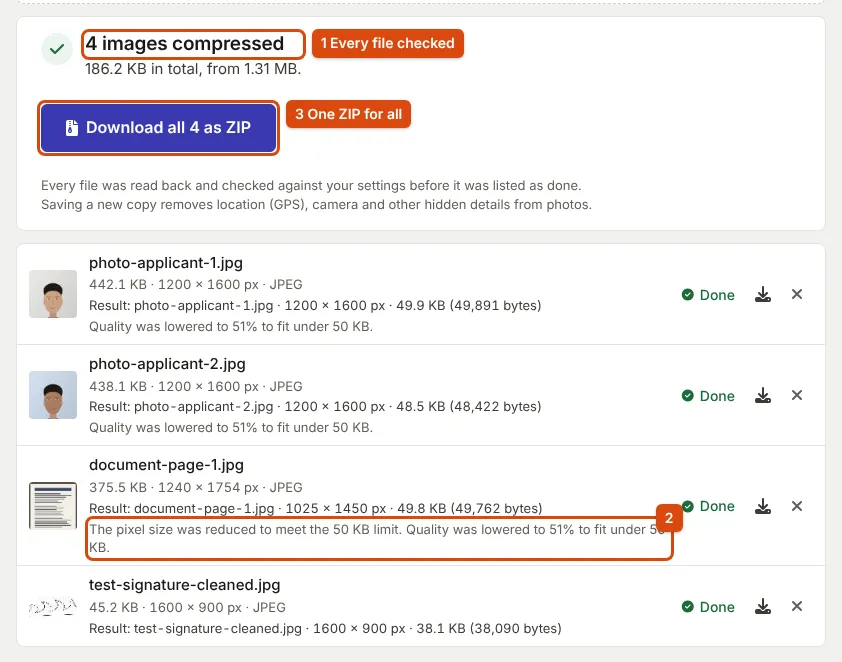 4 images compressed
1 Every file checked
186.2 KB in total, from 1.31 MB.
Download all 4 as ZIP
3 One ZIP for all
Every file was read back and checked against your settings before it was listed as done.
Saving a new copy removes location (GPS), camera and other hidden details from photos.
photo-applicant-1.jpg
442.1 KB · 1200 × 1600 px · JPEG
Result: photo-applicant-1.jpg · 1200 × 1600 px · 49.9 KB (49,891 bytes)
Quality was lowered to 51% to fit under 50 KB.
Done
photo-applicant-2.jpg
438.1 KB · 1200 × 1600 px · JPEG
Result: photo-applicant-2.jpg · 1200 × 1600 px · 48.5 KB (48,422 bytes)
Quality was lowered to 51% to fit under 50 KB.
Done
document-page-1.jpg
375.5 KB · 1240 × 1754 px · JPEG
Result: document-page-1.jpg · 1025 × 1450 px · 49.8 KB (49,762 bytes)
The pixel size was reduced to meet the 50 KB limit. Quality was lowered to 51% to fit under 50
KB.
2
Done
test-signature-cleaned.jpg
45.2 KB · 1600 × 900 px · JPEG
Result: test-signature-cleaned.jpg · 1600 × 900 px · 38.1 KB (38,090 bytes)
Done